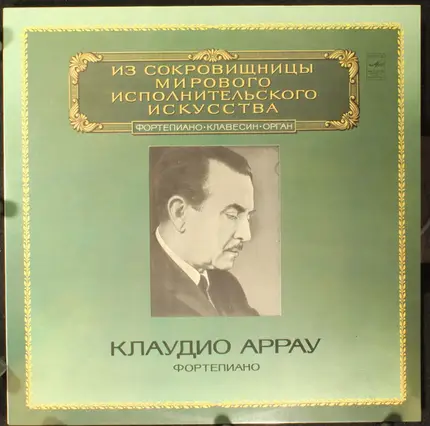 ИЗ СОКРОВИЩНИЦЫ
МИРОВОГО
ИСПОЛНИТЕЛЬСКОГО
ИСКУССТВА
ФОРТЕПИАНО·КЛАВЕСИН·ОРГАН
КЛАУДИО АРРАУ
ФОРТЕПИАНО